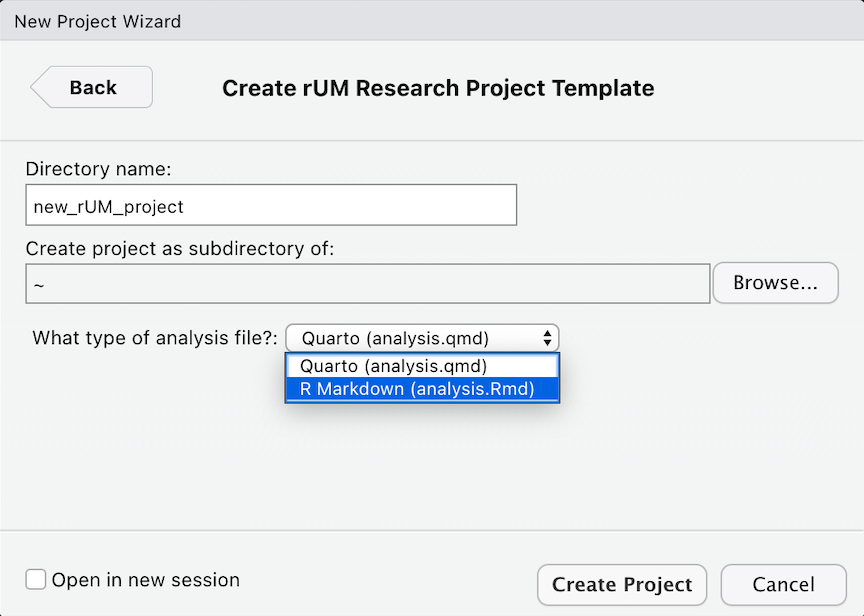 New Project Wizard
Back
Create rUM Research Project Template
Directory name:
new_rUM_project
Create project as subdirectory of:
~
Browse...
What type of analysis file?:
Quarto (analysis.qmd)
Quarto (analysis.qmd)
R Markdown (analysis.Rmd)
Open in new session
Create Project
Cancel